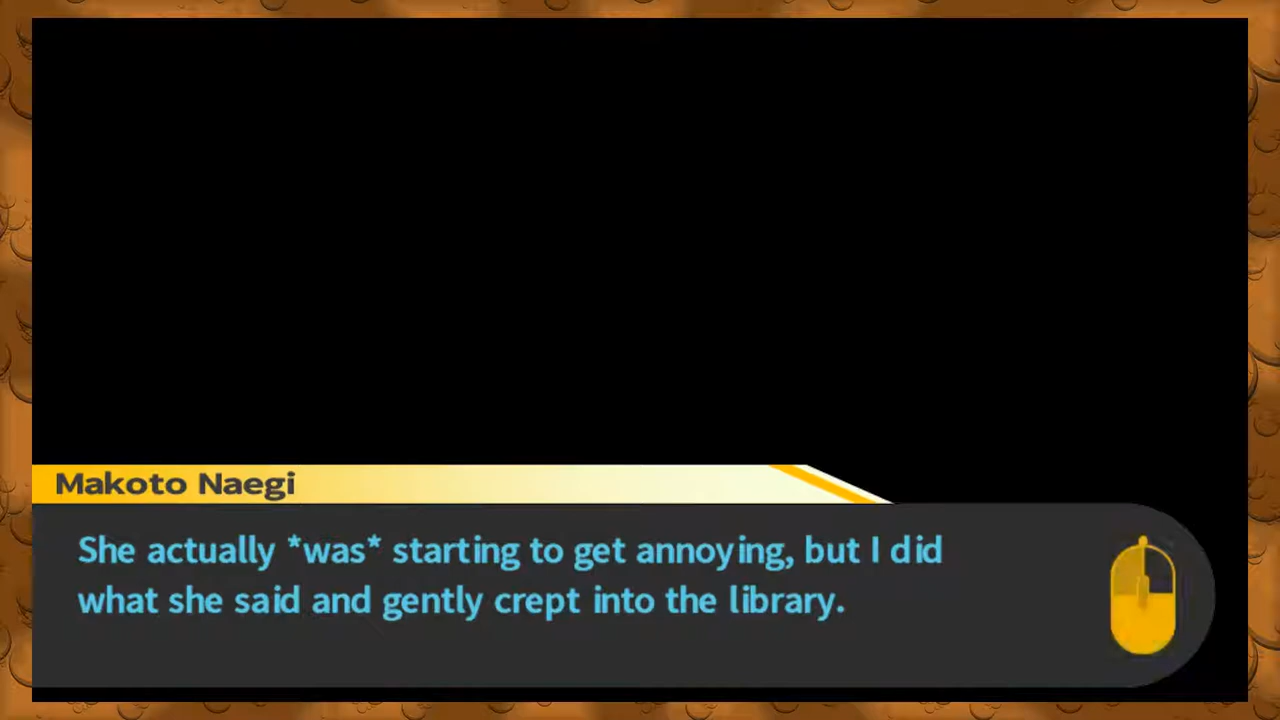 Makoto Naegi
She actually *was* starting to get annoying, but I did
what she said and gently crept into the library.